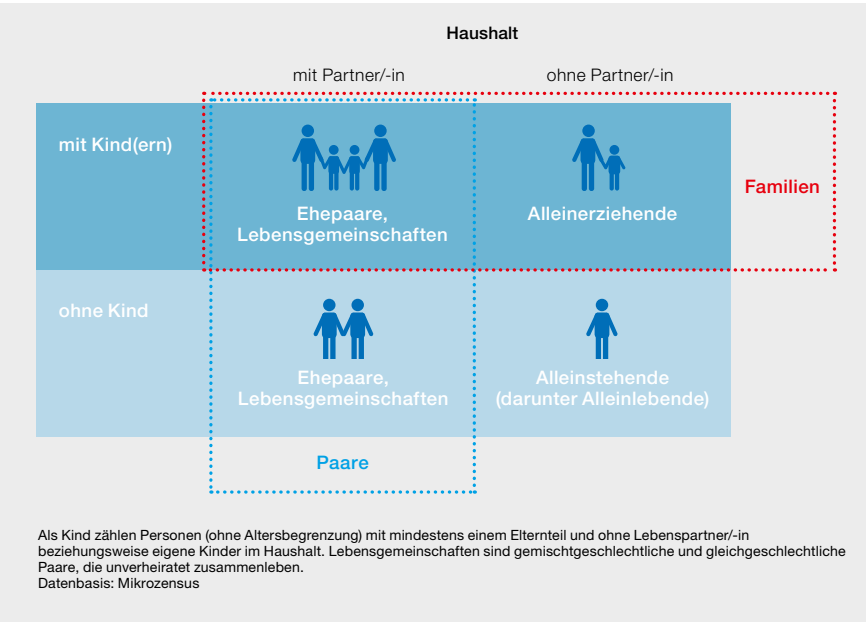 Haushalt
mit Partner/-in
ohne Partner/-in
mit Kind(ern)
Ehepaare,
Lebensgemeinschaften
Alleinerziehende
Familien
ohne Kind
Ehepaare,
Lebensgemeinschaften
Alleinstehende
(darunter Alleinlebende)
Paare
Als Kind zählen Personen (ohne Altersbegrenzung) mit mindestens einem Elternteil und ohne Lebenspartner/-in
beziehungsweise eigene Kinder im Haushalt. Lebensgemeinschaften sind gemischtgeschlechtliche und gleichgeschlechtliche
Paare, die unverheiratet zusammenleben.
Datenbasis: Mikrozensus